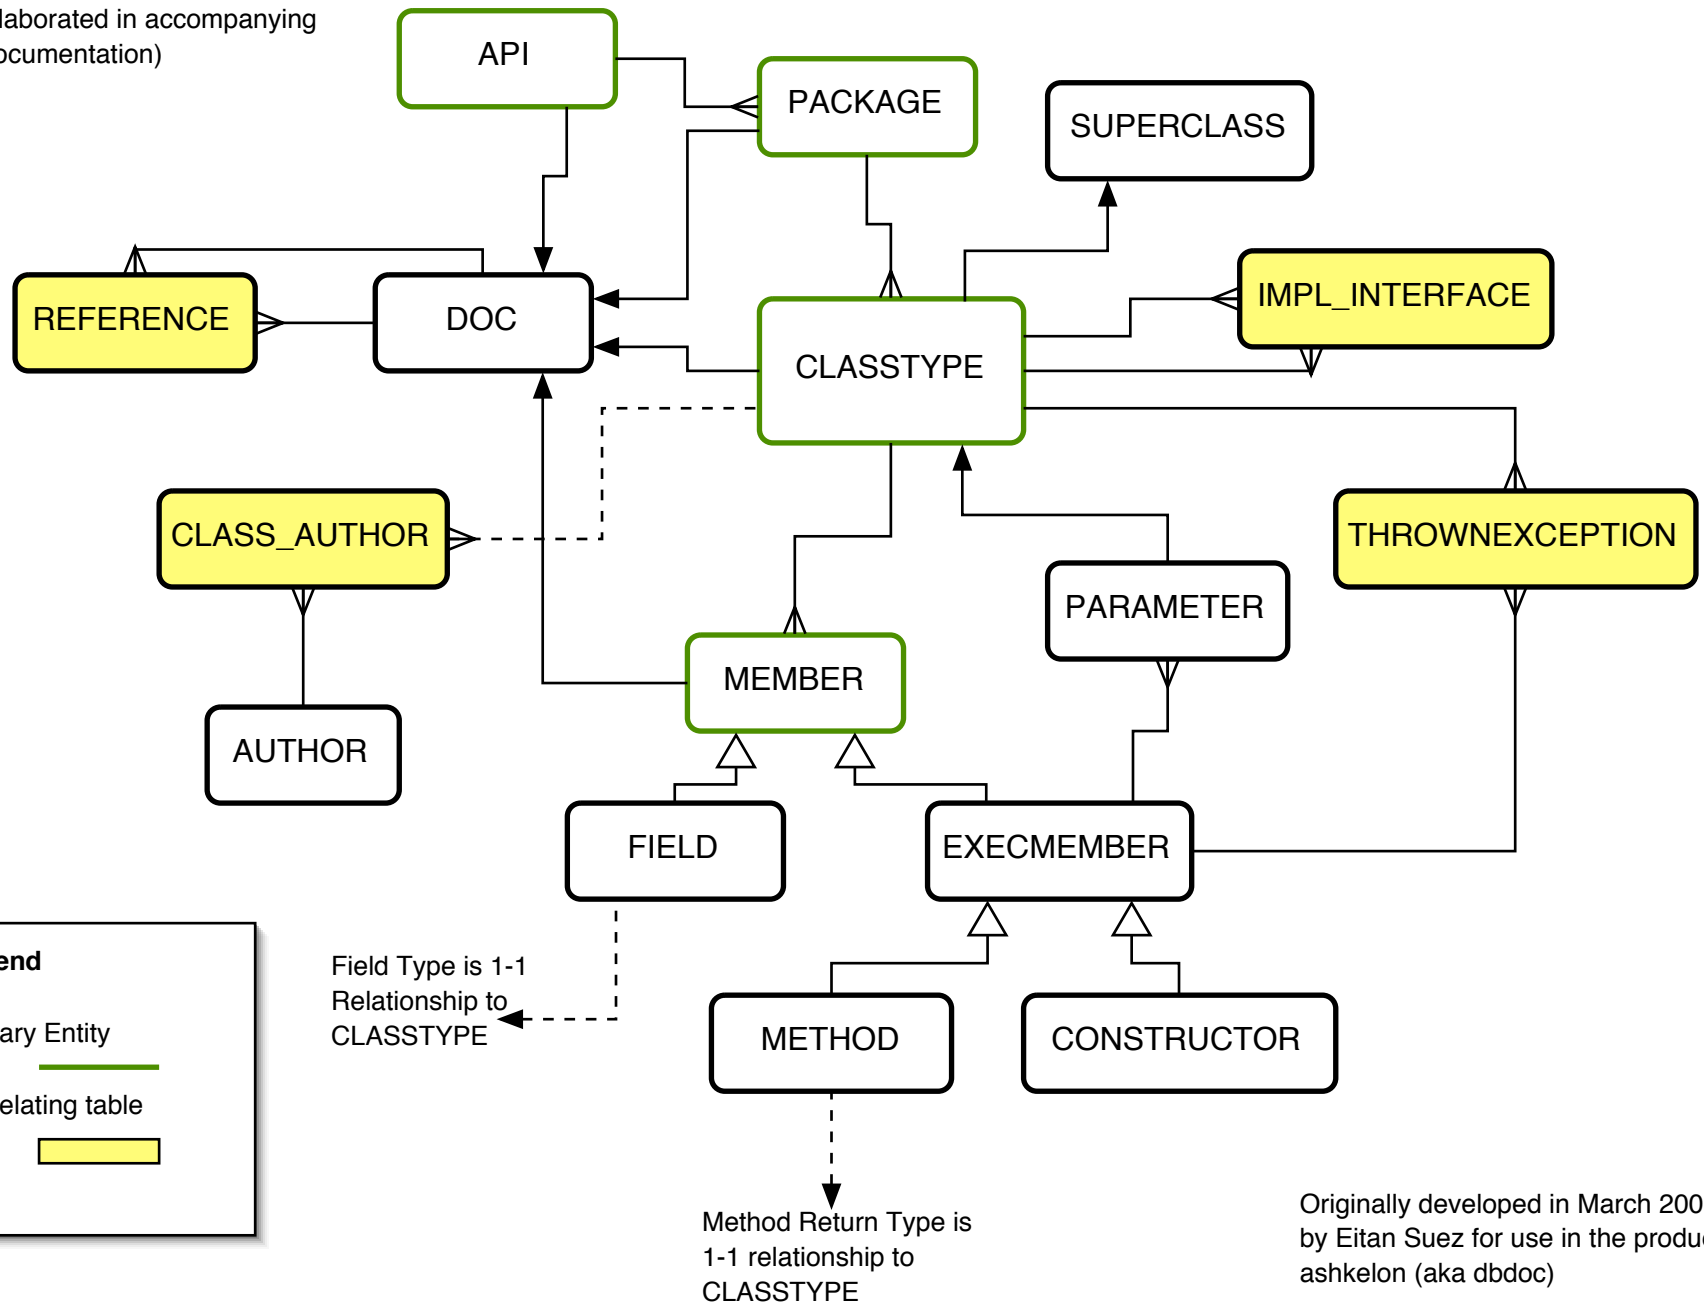 laborated in accompanying
ocumentation)
API
PACKAGE
SUPERCLASS
REFERENCE
DOC
IMPL_INTERFACE
CLASSTYPE
CLASS_AUTHOR
THROWNEXCEPTION
PARAMETER
MEMBER
AUTHOR
FIELD
EXECMEMBER
end
ary Entity
elating table
Field Type is 1-1
Relationship to
CLASSTYPE
METHOD
CONSTRUCTOR
Method Return Type is
1-1 relationship to
CLASSTYPE
Originally developed in March 200
by Eitan Suez for use in the produ
ashkelon (aka dbdoc)